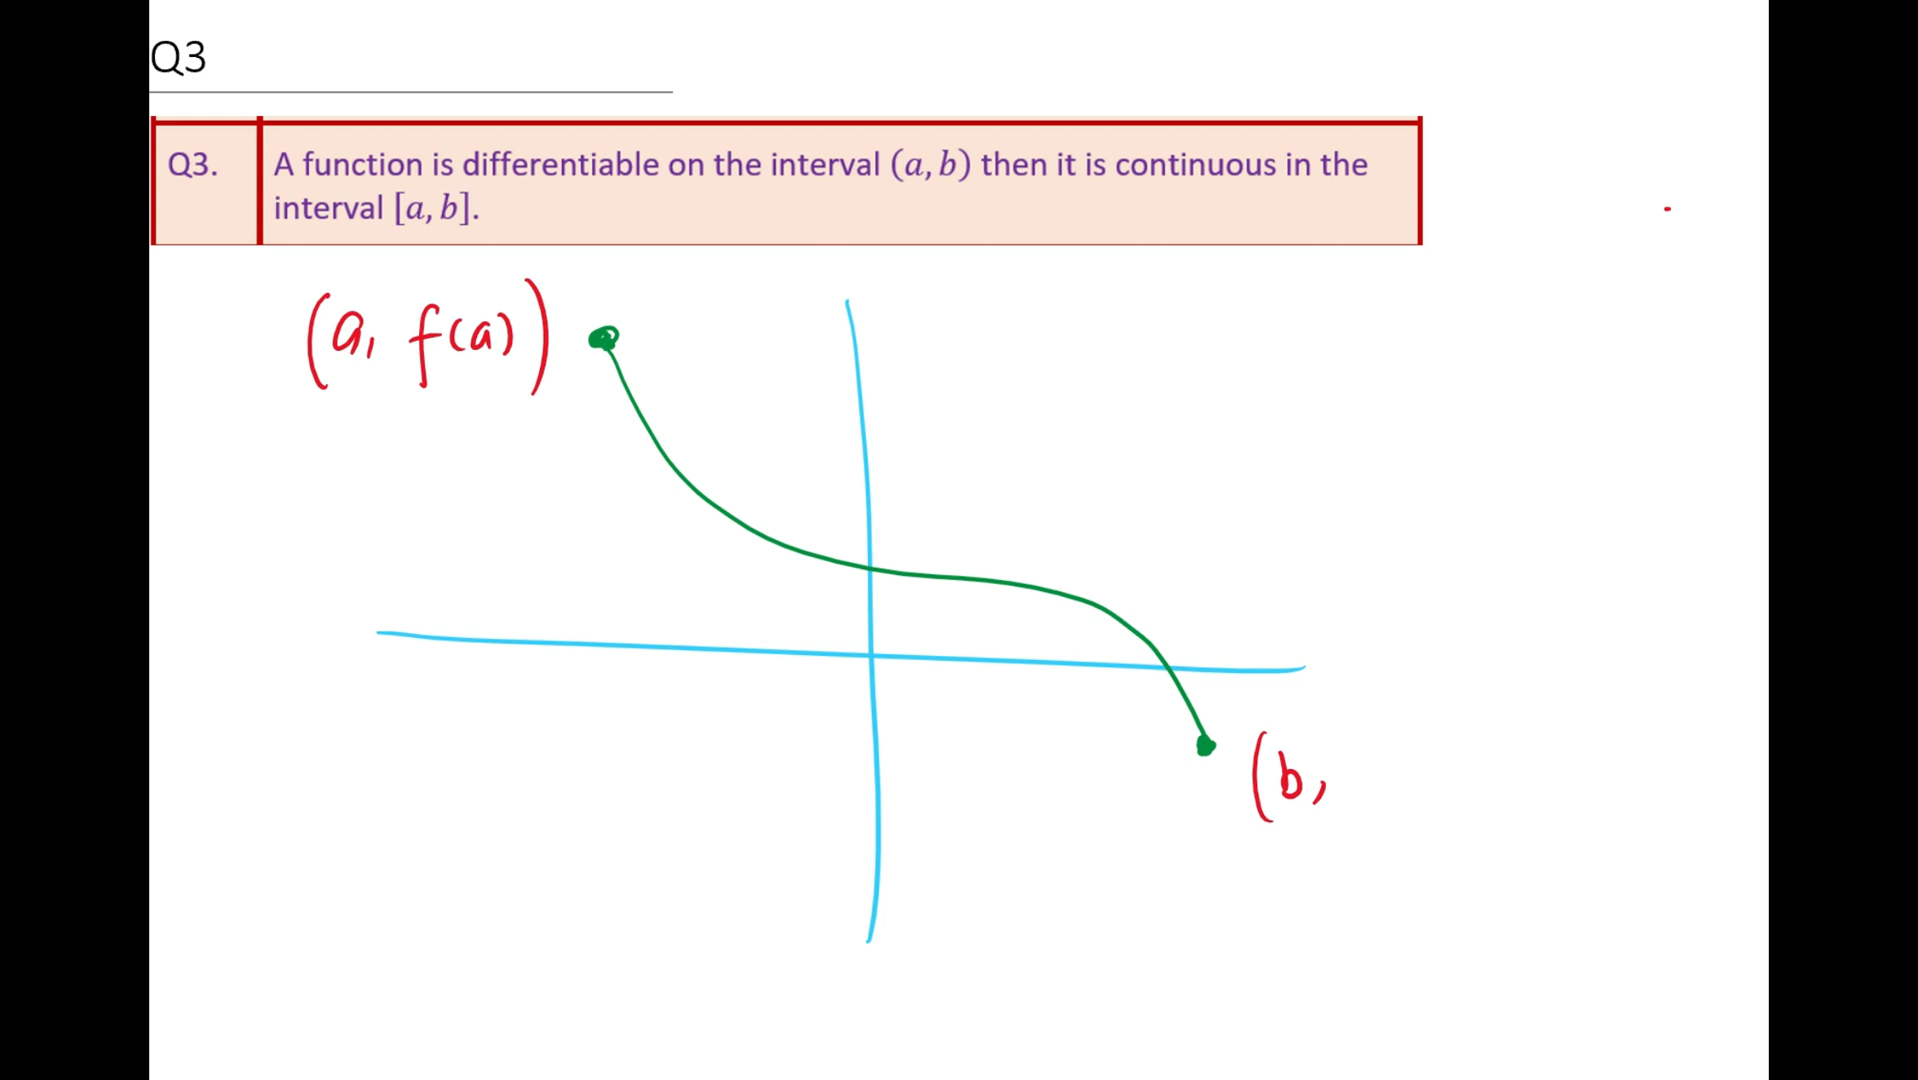 Q3
Q3. A function is differentiable on the interval (a, b) then it is continuous in the
interval [a, b].
(a, f(a))
(b,